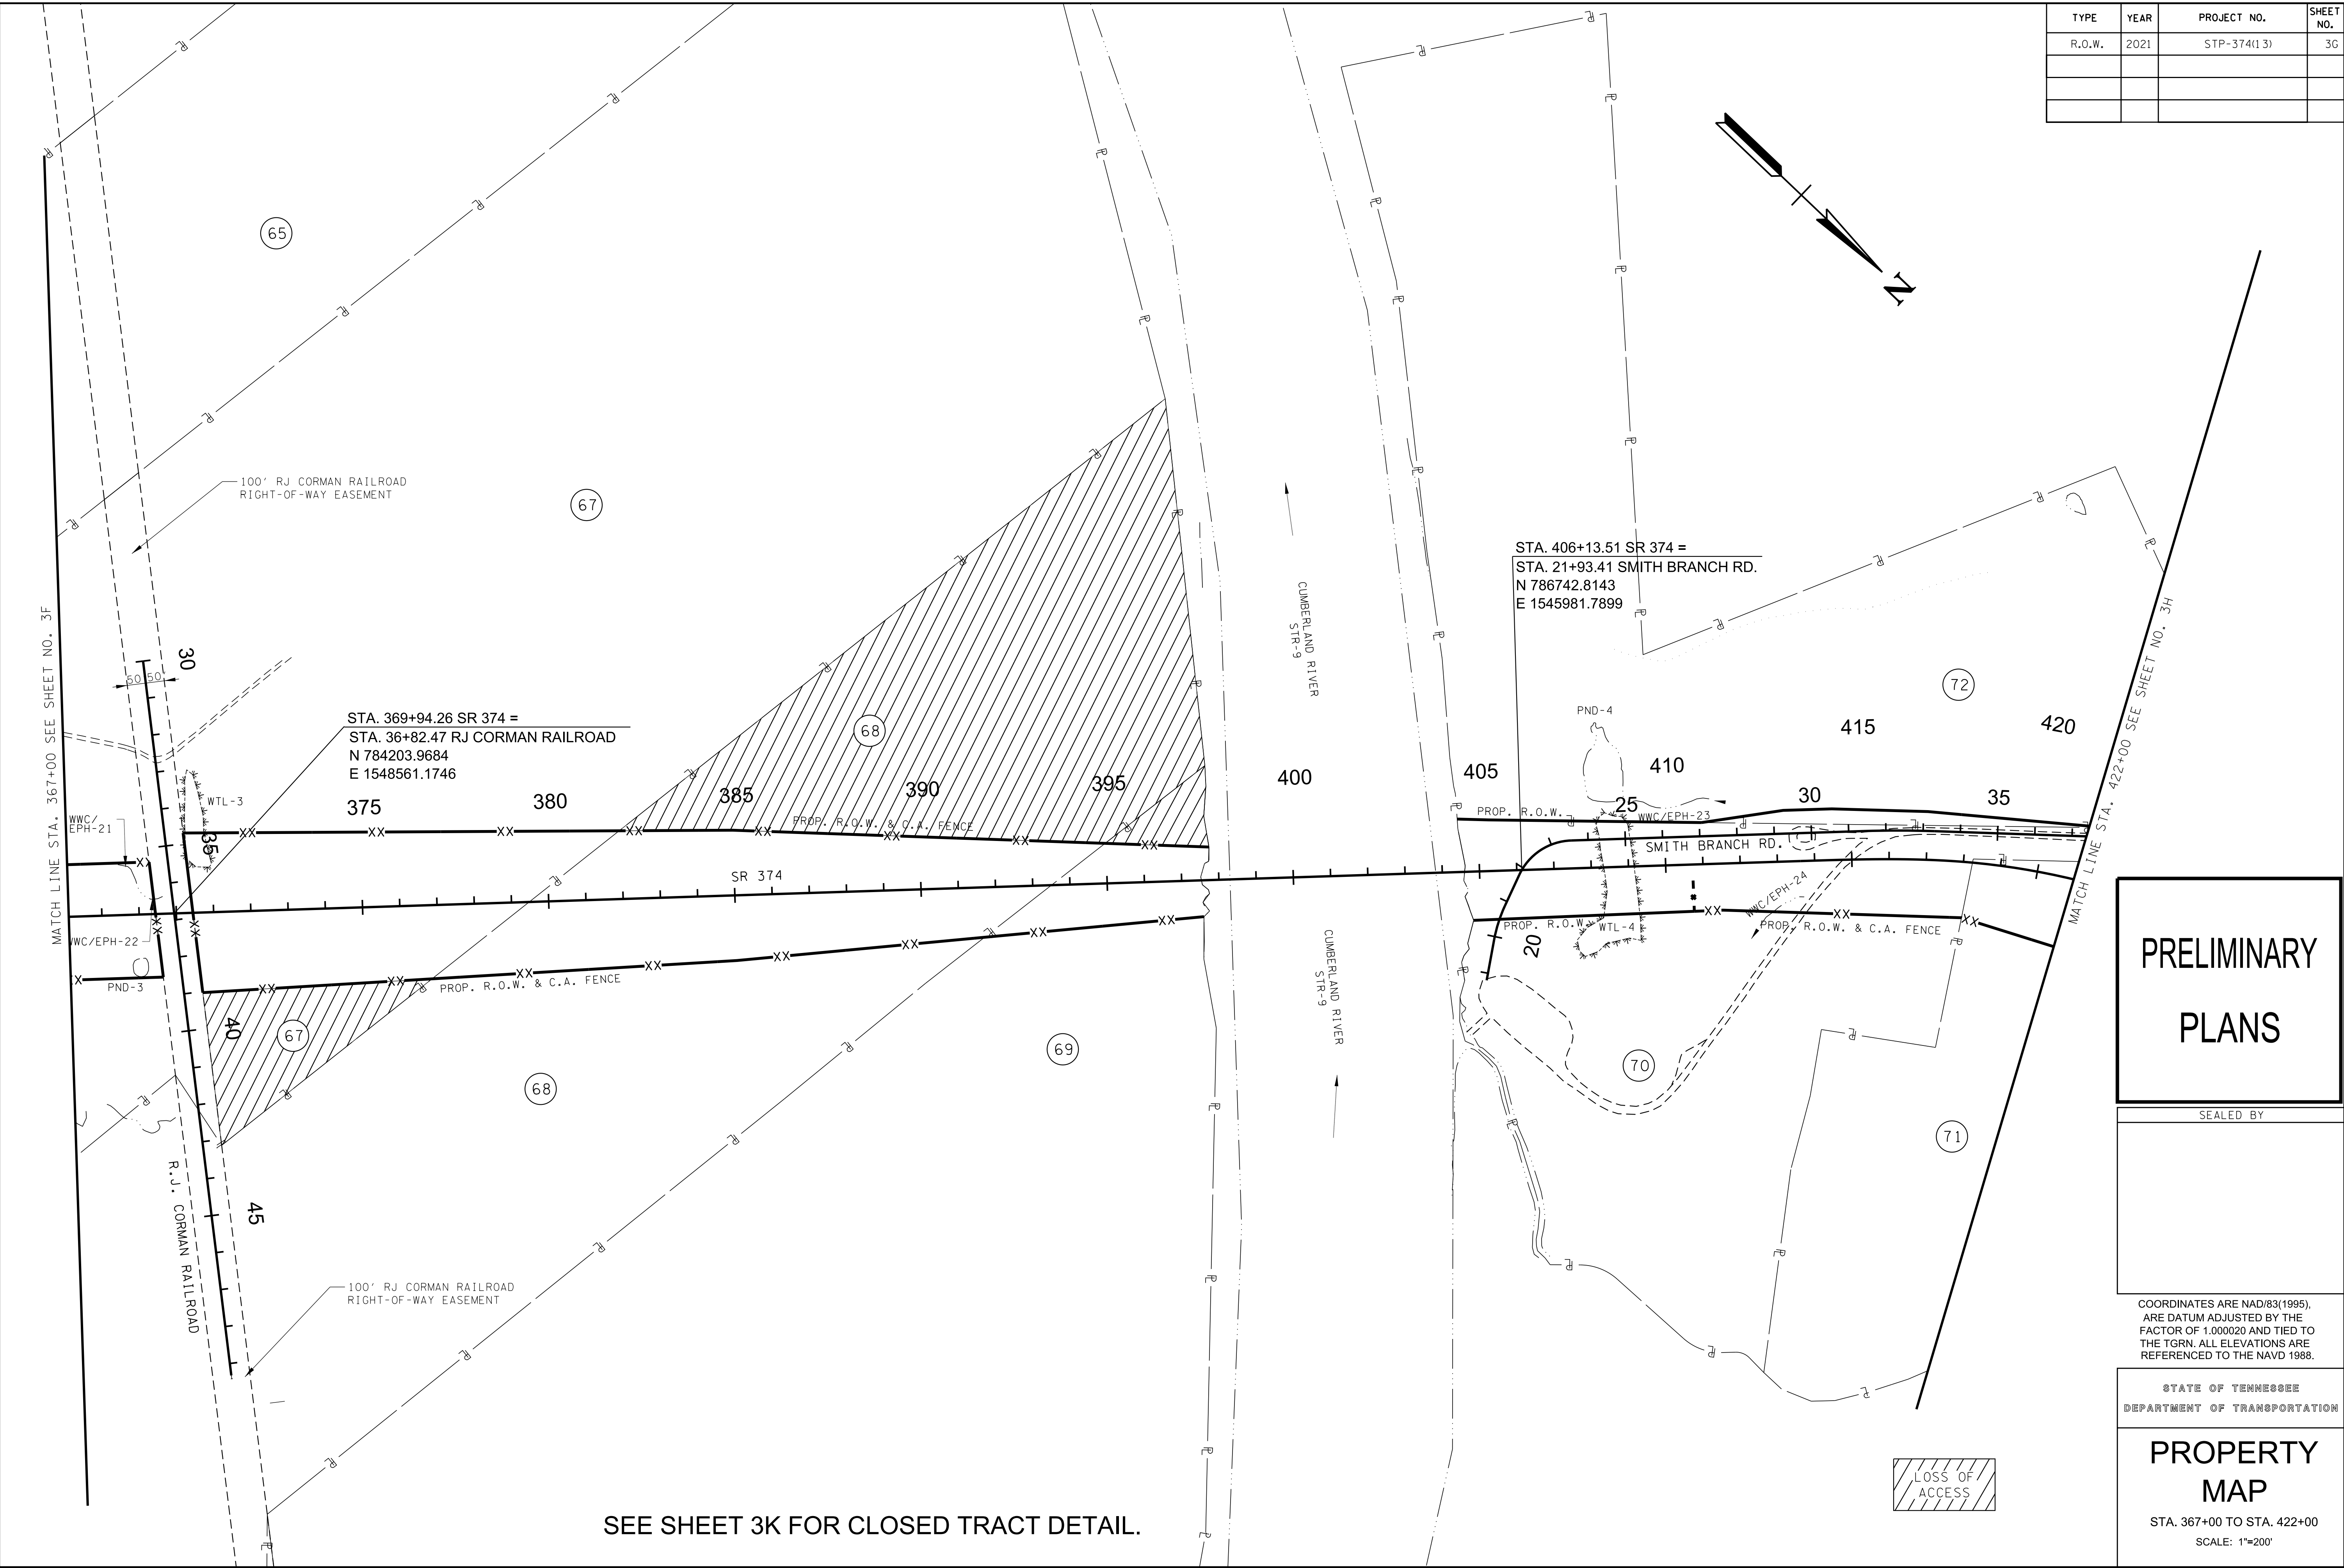 TYPE YEAR PROJECT NO. SHEET NO.
R.O.W. 2021 STP-374(13) 3G
65
100' RJ CORMAN RAILROAD
RIGHT-OF-WAY EASEMENT
67
N
MATCH LINE STA. 367+00 SEE SHEET NO. 3F
30
50 50
STA. 369+94.26 SR 374 =
STA. 36+82.47 RJ CORMAN RAILROAD
N 784203.9684
E 1548561.1746
WTL-3
WWC/
EPH-21
35
WWC/EPH-22
PND-3
375
380
385
390
395
400
405
410
415
420
68
PROP. R.O.W. & C.A. FENCE
SR 374
PROP. R.O.W. & C.A. FENCE
CUMBERLAND RIVER
STR-9
CUMBERLAND RIVER
STR-9
STA. 406+13.51 SR 374 =
STA. 21+93.41 SMITH BRANCH RD.
N 786742.8143
E 1545981.7899
PND-4
72
MATCH LINE STA. 422+00 SEE SHEET NO. 3H
PROP. R.O.W.
25
WWC/EPH-23
30
35
SMITH BRANCH RD.
WWC/EPH-24
PROP. R.O.W.
WTL-4
20
PROP. R.O.W. & C.A. FENCE
40
67
68
69
70
71
R.J. CORMAN RAILROAD
45
100' RJ CORMAN RAILROAD
RIGHT-OF-WAY EASEMENT
SEE SHEET 3K FOR CLOSED TRACT DETAIL.
LOSS OF
ACCESS
PRELIMINARY
PLANS
SEALED BY
COORDINATES ARE NAD/83(1995),
ARE DATUM ADJUSTED BY THE
FACTOR OF 1.000020 AND TIED TO
THE TGRN. ALL ELEVATIONS ARE
REFERENCED TO THE NAVD 1988.
STATE OF TENNESSEE
DEPARTMENT OF TRANSPORTATION
PROPERTY
MAP
STA. 367+00 TO STA. 422+00
SCALE: 1"=200'